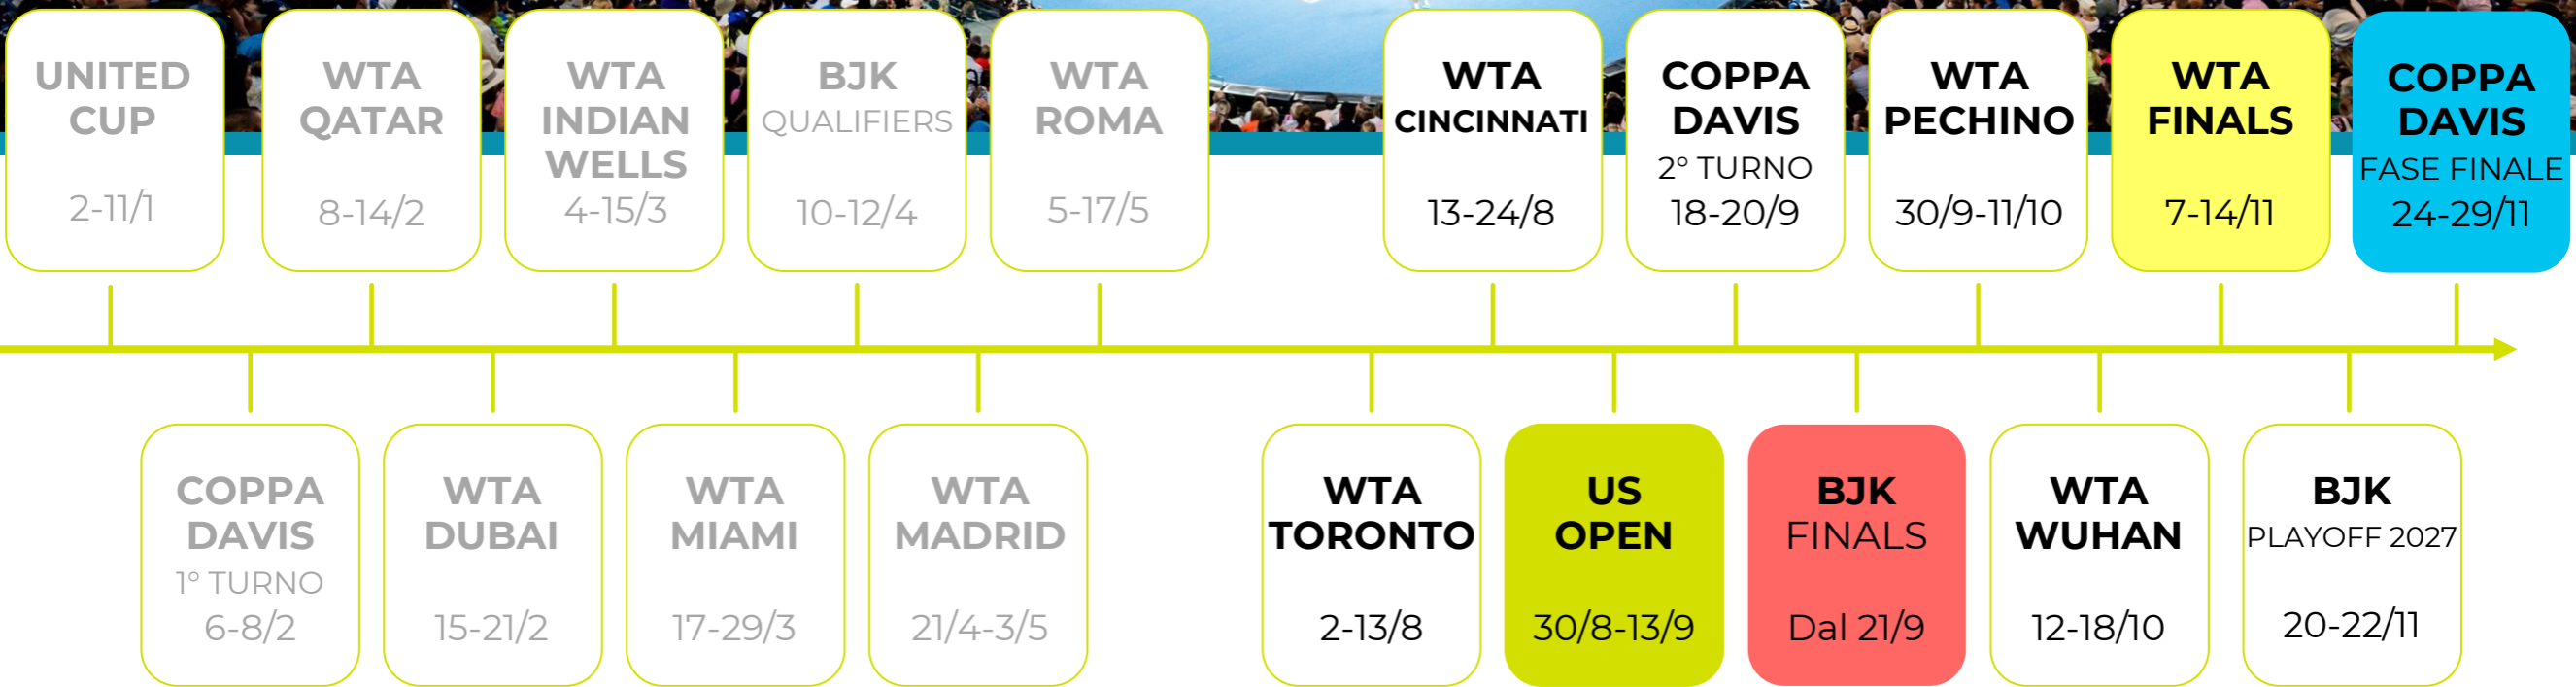 UNITED
CUP
2-11/1
WTA
QATAR
8-14/2
WTA
INDIAN
WELLS
4-15/3
BJK
QUALIFIERS
10-12/4
WTA
ROMA
5-17/5
WTA
CINCINNATI
13-24/8
COPPA
DAVIS
2° TURNO
18-20/9
WTA
PECHINO
30/9-11/10
WTA
FINALS
7-14/11
COPPA
DAVIS
FASE FINALE
24-29/11
COPPA
DAVIS
1° TURNO
6-8/2
WTA
DUBAI
15-21/2
WTA
MIAMI
17-29/3
WTA
MADRID
21/4-3/5
WTA
TORONTO
2-13/8
US
OPEN
30/8-13/9
BJK
FINALS
Dal 21/9
WTA
WUHAN
12-18/10
BJK
PLAYOFF 2027
20-22/11